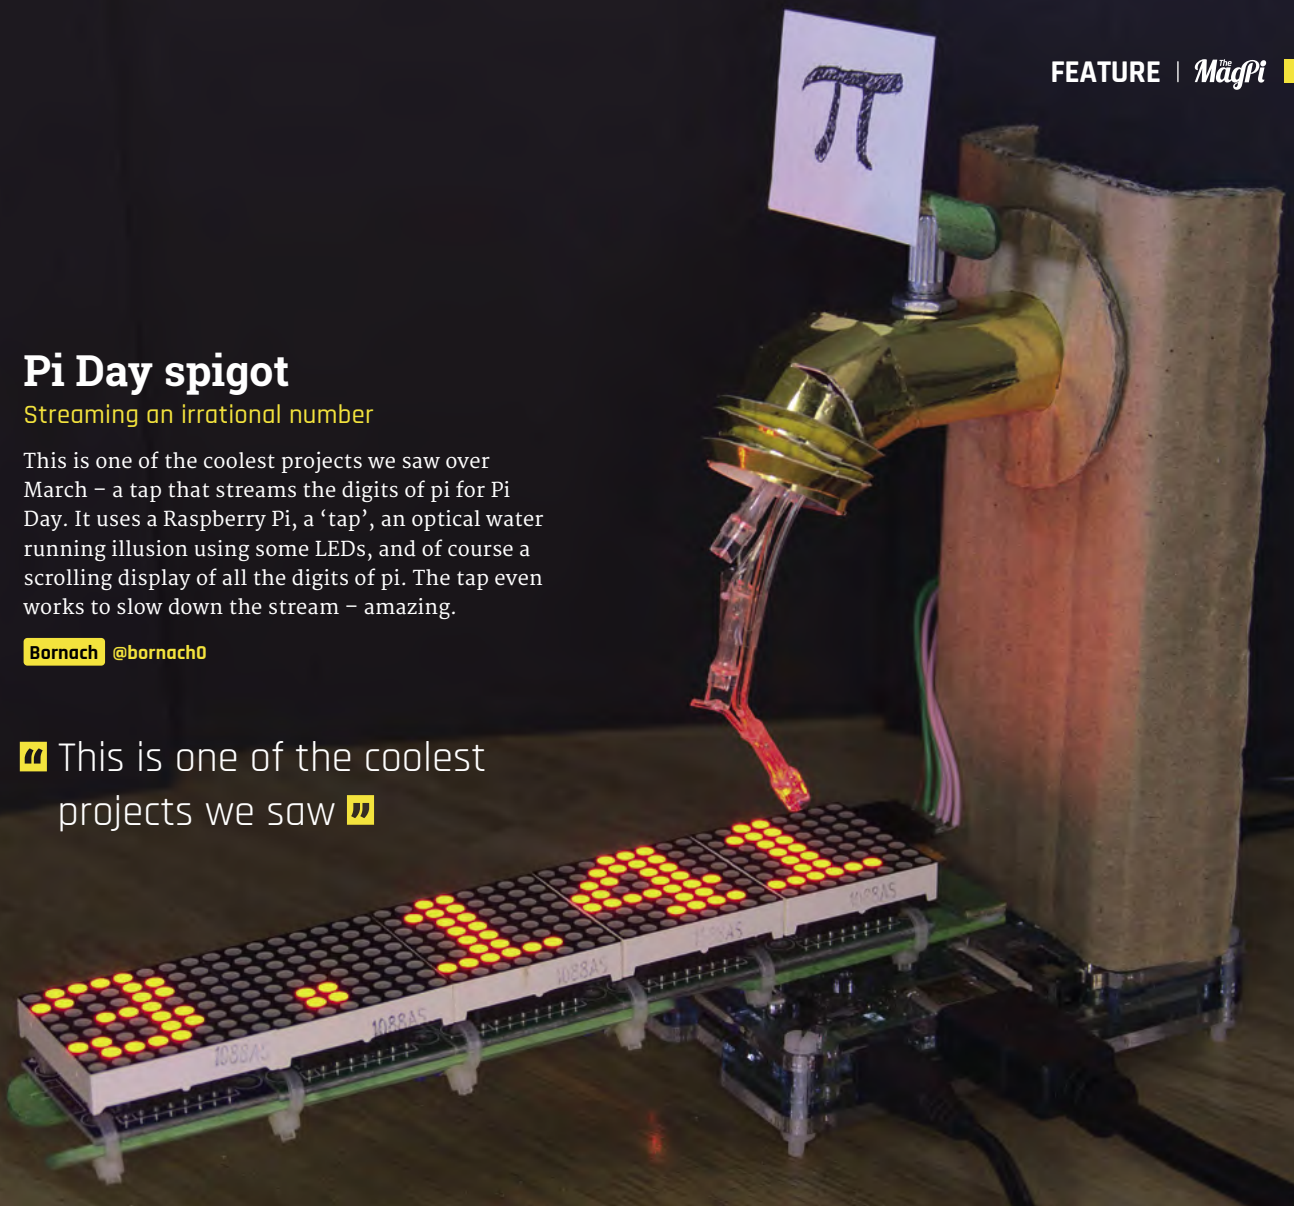 FEATURE | The MagPi
π
Pi Day spigot
Streaming an irrational number
This is one of the coolest projects we saw over
March – a tap that streams the digits of pi for Pi
Day. It uses a Raspberry Pi, a ‘tap’, an optical water
running illusion using some LEDs, and of course a
scrolling display of all the digits of pi. The tap even
works to slow down the stream – amazing.
Bornach @bornach0
“ This is one of the coolest
projects we saw ”
3.141
1088AS
1088AS
1088AS
1588AS
1088AS